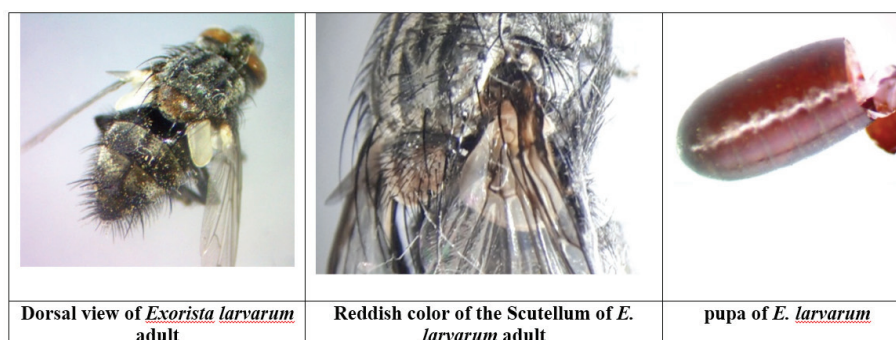 Dorsal view of Exorista larvarum
adult
Reddish color of the Scutellum of E.
larvarum adult
pupa of E. larvarum